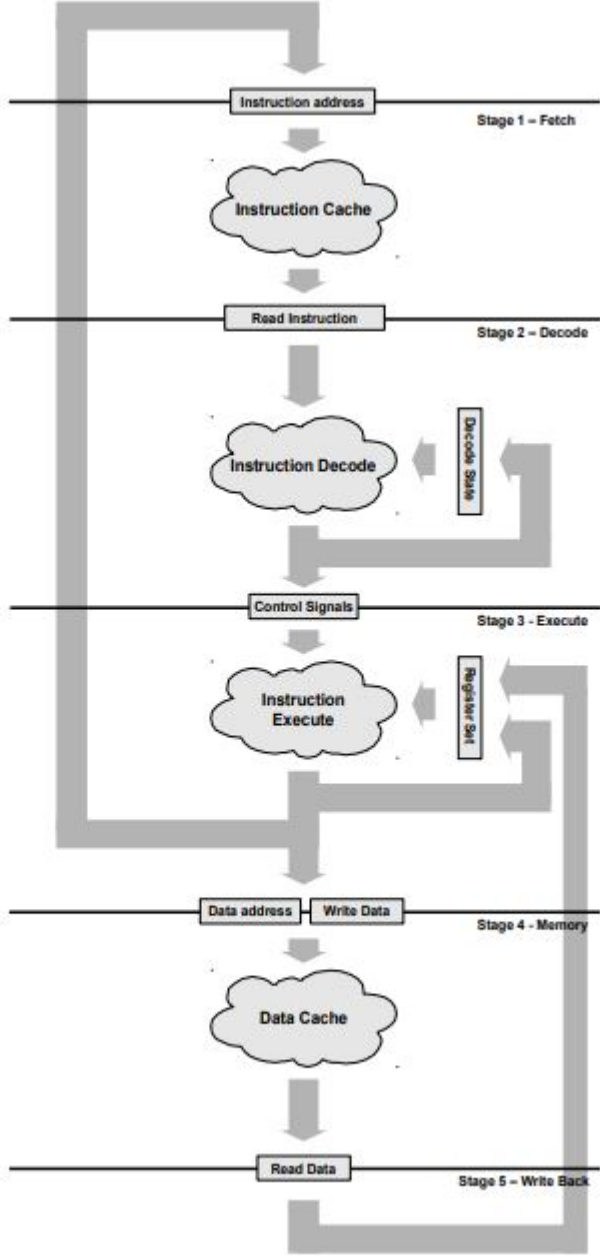 Instruction address
Stage 1 – Fetch
Instruction Cache
Read Instruction
Stage 2 – Decode
Instruction Decode
Decode State
Control Signals
Stage 3 - Execute
Instruction
Execute
Register Set
Data address
Write Data
Stage 4 - Memory
Data Cache
Read Data
Stage 5 – Write Back